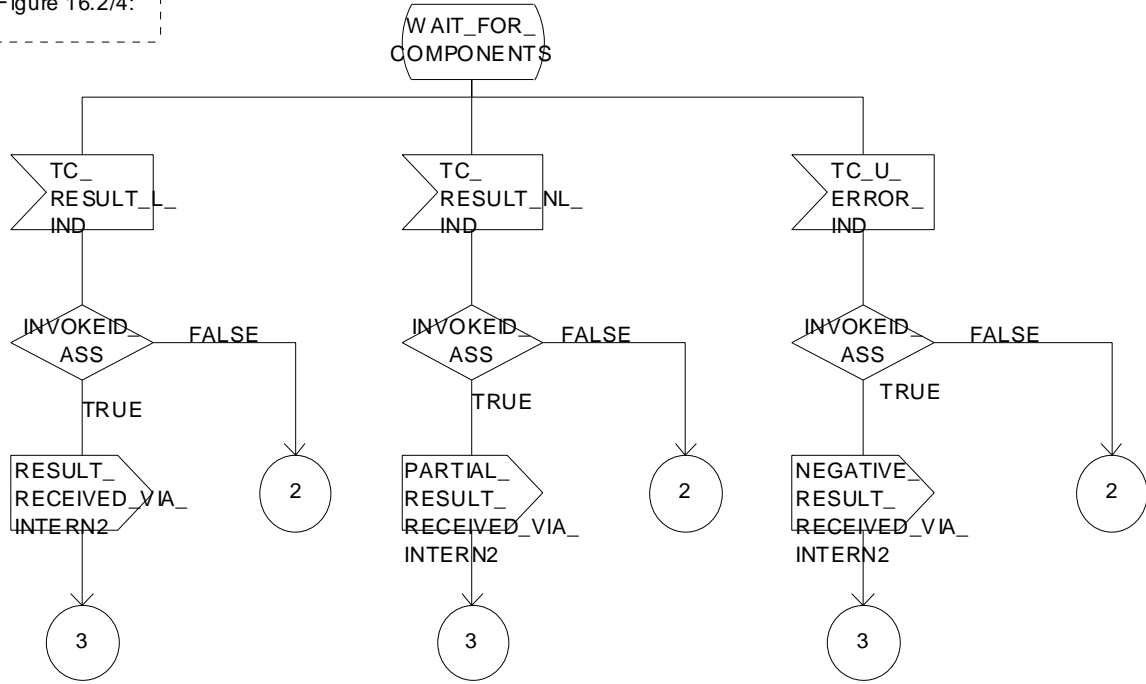 Figure 16.2/4:
WAIT_FOR_
COMPONENTS
TC_
RESULT_L_
IND
TC_
RESULT_NL_
IND
TC_U_
ERROR_
IND
INVOKEID_
ASS
FALSE
TRUE
INVOKEID_
ASS
FALSE
TRUE
INVOKEID_
ASS
FALSE
TRUE
RESULT_
RECEIVED_VIA_
INTERN2
2
PARTIAL_
RESULT_
RECEIVED_VIA_
INTERN2
2
NEGATIVE_
RESULT_
RECEIVED_VIA_
INTERN2
2
3
3
3